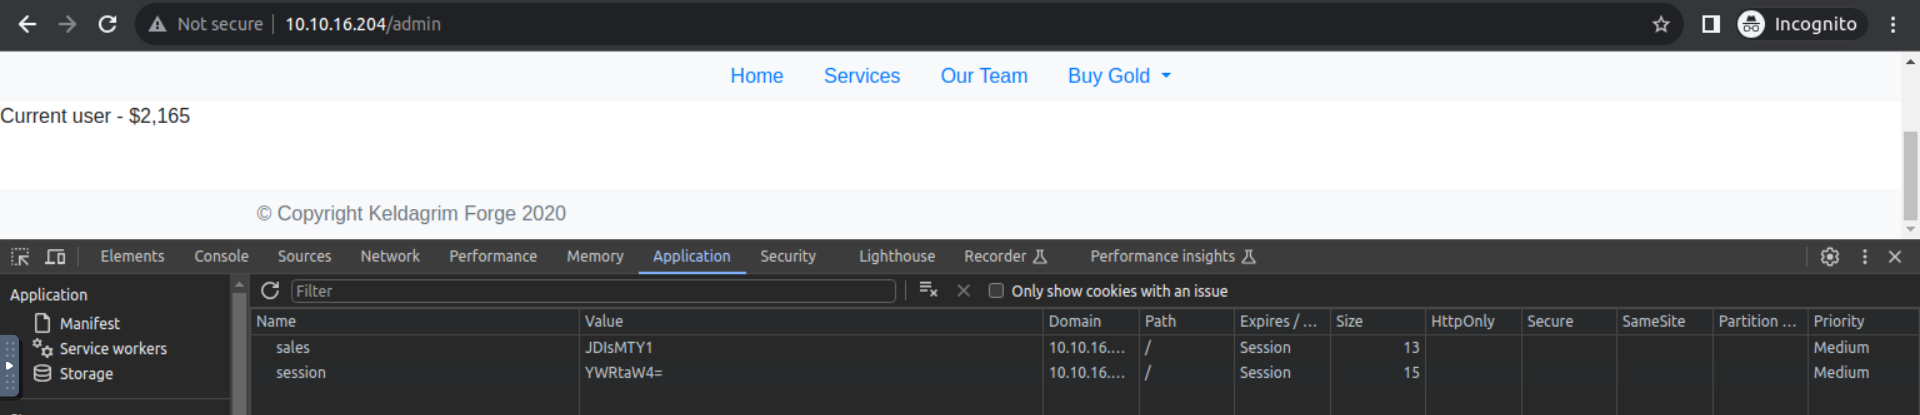 Not secure 10.10.16.204/admin Incognito
Home Services Our Team Buy Gold
Current user - $2,165
© Copyright Keldagrim Forge 2020
Elements Console Sources Network Performance Memory Application Security Lighthouse Recorder Performance insights
Application
Manifest
Service workers
Storage
Filter Only show cookies with an issue
Name Value Domain Path Expires / ... Size HttpOnly Secure SameSite Partition ... Priority
sales JDIsMTY1 10.10.16.... / Session 13 Medium
session YWRtaW4= 10.10.16.... / Session 15 Medium